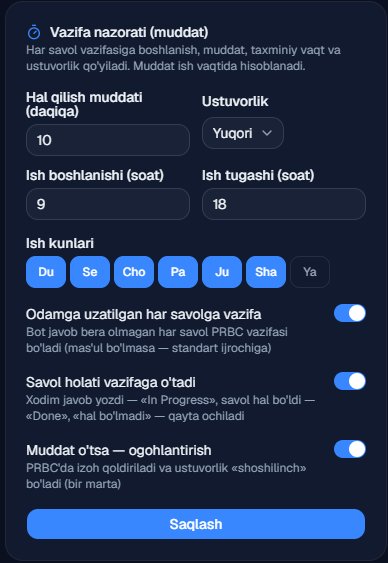 Vazifa nazorati (muddat)
Har savol vazifasiga boshlanish, muddat, taxminiy vaqt va
ustuvorlik qo'yiladi. Muddat ish vaqtida hisoblanadi.
Hal qilish muddati
(daqiqa)
Ustuvorlik
10
Yuqori
Ish boshlanishi (soat)
Ish tugashi (soat)
9
18
Ish kunlari
Du
Se
Cho
Pa
Ju
Sha
Ya
Odamga uzatilgan har savolga vazifa
Bot javob bera olmagan har savol PRBC vazifasi
bo'ladi (mas'ul bo'lmasa — standart ijrochiga)
Savol holati vazifaga o'tadi
Xodim javob yozdi — «In Progress», savol hal bo'ldi —
«Done», «hal bo'lmadi» — qayta ochiladi
Muddat o'tsa — ogohlantirish
PRBC'da izoh qoldiriladi va ustuvorlik «shoshilinch»
bo'ladi (bir marta)
Saqlash